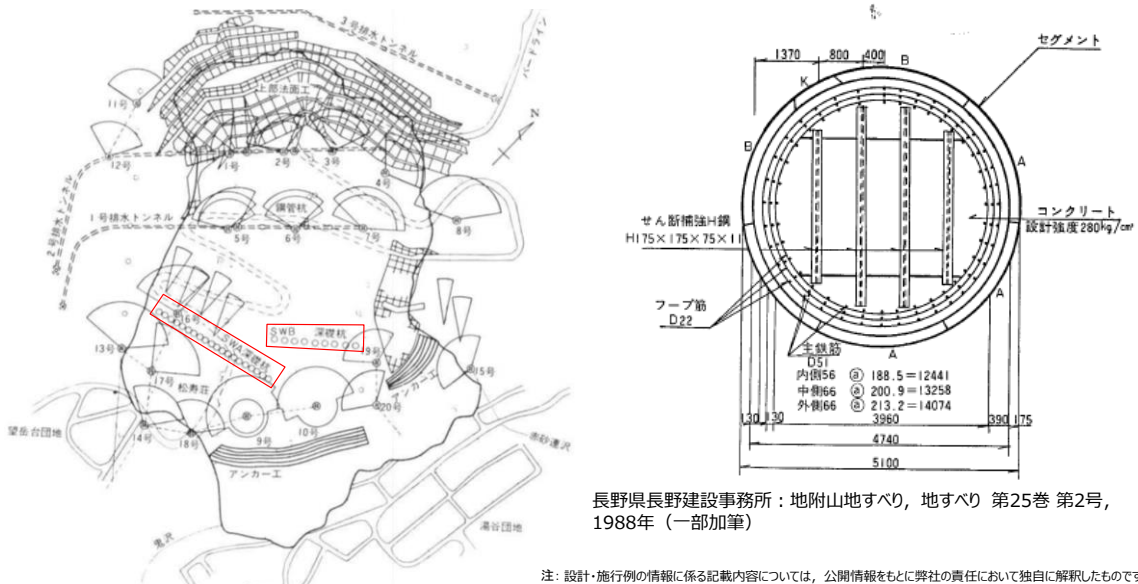 3号排水トンネル
バードライン
上部法面工
11号
12号
1号
2号
3号
4号
N
2号排水トンネル
1号排水トンネル
鋼管杭
5号
6号
7号
8号
16号
SWA深礎杭
SWB 深礎杭
13号
17号
松寿荘
19号
15号
アンカー工
20号
14号
18号
9号
10号
望岳台団地
アンカー工
湯谷団地
1370
800
400
B
セグメント
K
B
A
せん断補強H鋼
H175×175×75×11
コンクリート
設計強度280kg/cm²
フープ筋
D22
A
主鉄筋
D51
A
内側56 @ 188.5=12441
中側66 @ 200.9=13258
外側66 @ 213.2=14074
130
130
3960
390
175
4740
5100
長野県長野建設事務所：地附山地すべり，地すべり 第25巻 第2号，
1988年（一部加筆）
注：設計・施行例の情報に係る記載内容については，公開情報をもとに弊社の責任において独自に解釈したものです